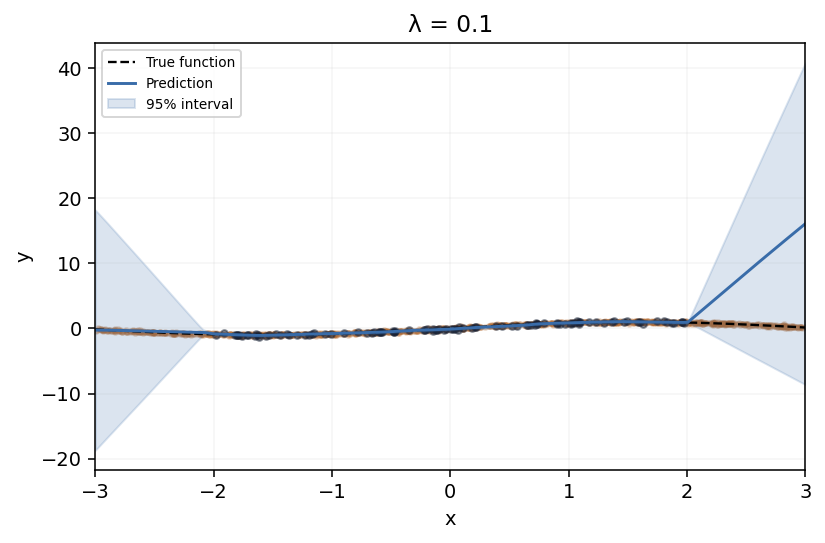 λ = 0.1
True function
Prediction
95% interval
40
30
20
10
0
−10
−20
y
−3 −2 −1 0 1 2 3
x